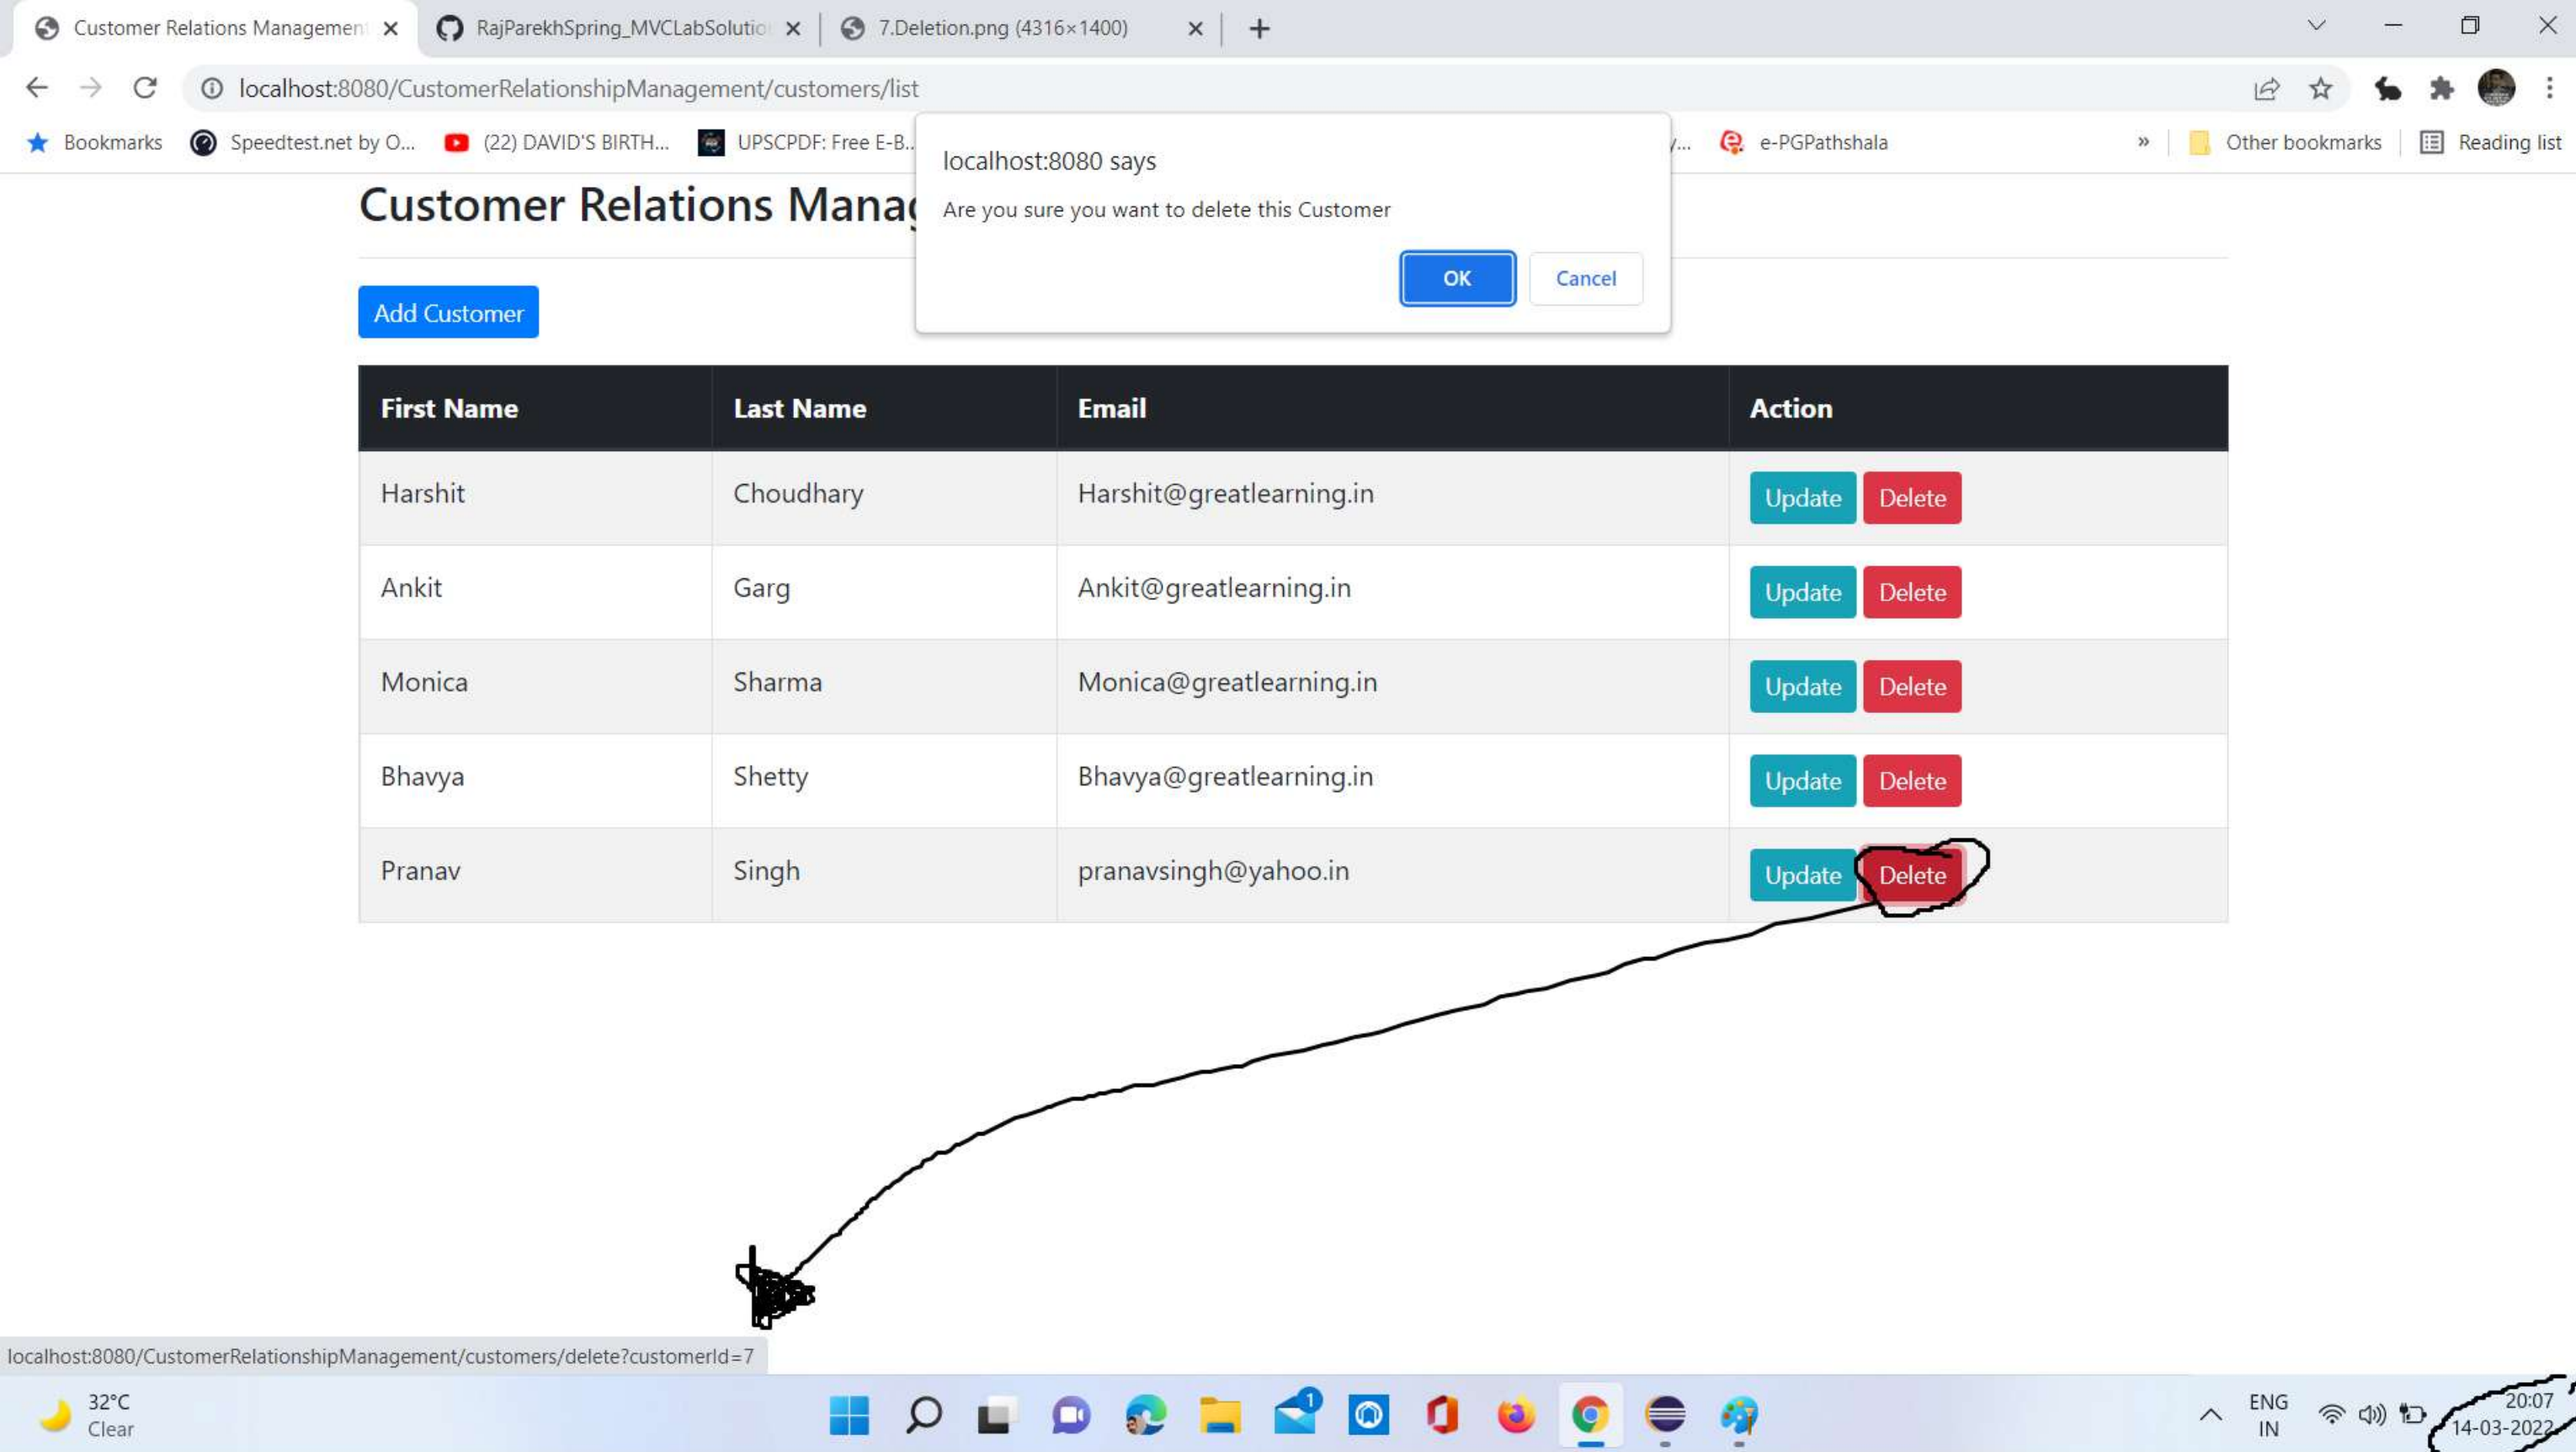 Customer Relations Managemen
RajParekhSpring_MVCLabSolutio
7.Deletion.png (4316×1400)
localhost:8080/CustomerRelationshipManagement/customers/list
Bookmarks Speedtest.net by O... (22) DAVID'S BIRTH... UPSCPDF: Free E-B... y... e-PGPathshala » Other bookmarks Reading list
localhost:8080 says
Are you sure you want to delete this Customer
OK Cancel
Customer Relations Manag
Add Customer
First Name Last Name Email Action
Harshit Choudhary Harshit@greatlearning.in Update Delete
Ankit Garg Ankit@greatlearning.in Update Delete
Monica Sharma Monica@greatlearning.in Update Delete
Bhavya Shetty Bhavya@greatlearning.in Update Delete
Pranav Singh pranavsingh@yahoo.in Update Delete
localhost:8080/CustomerRelationshipManagement/customers/delete?customerId=7
32°C
Clear
1
ENG
IN
20:07
14-03-2022